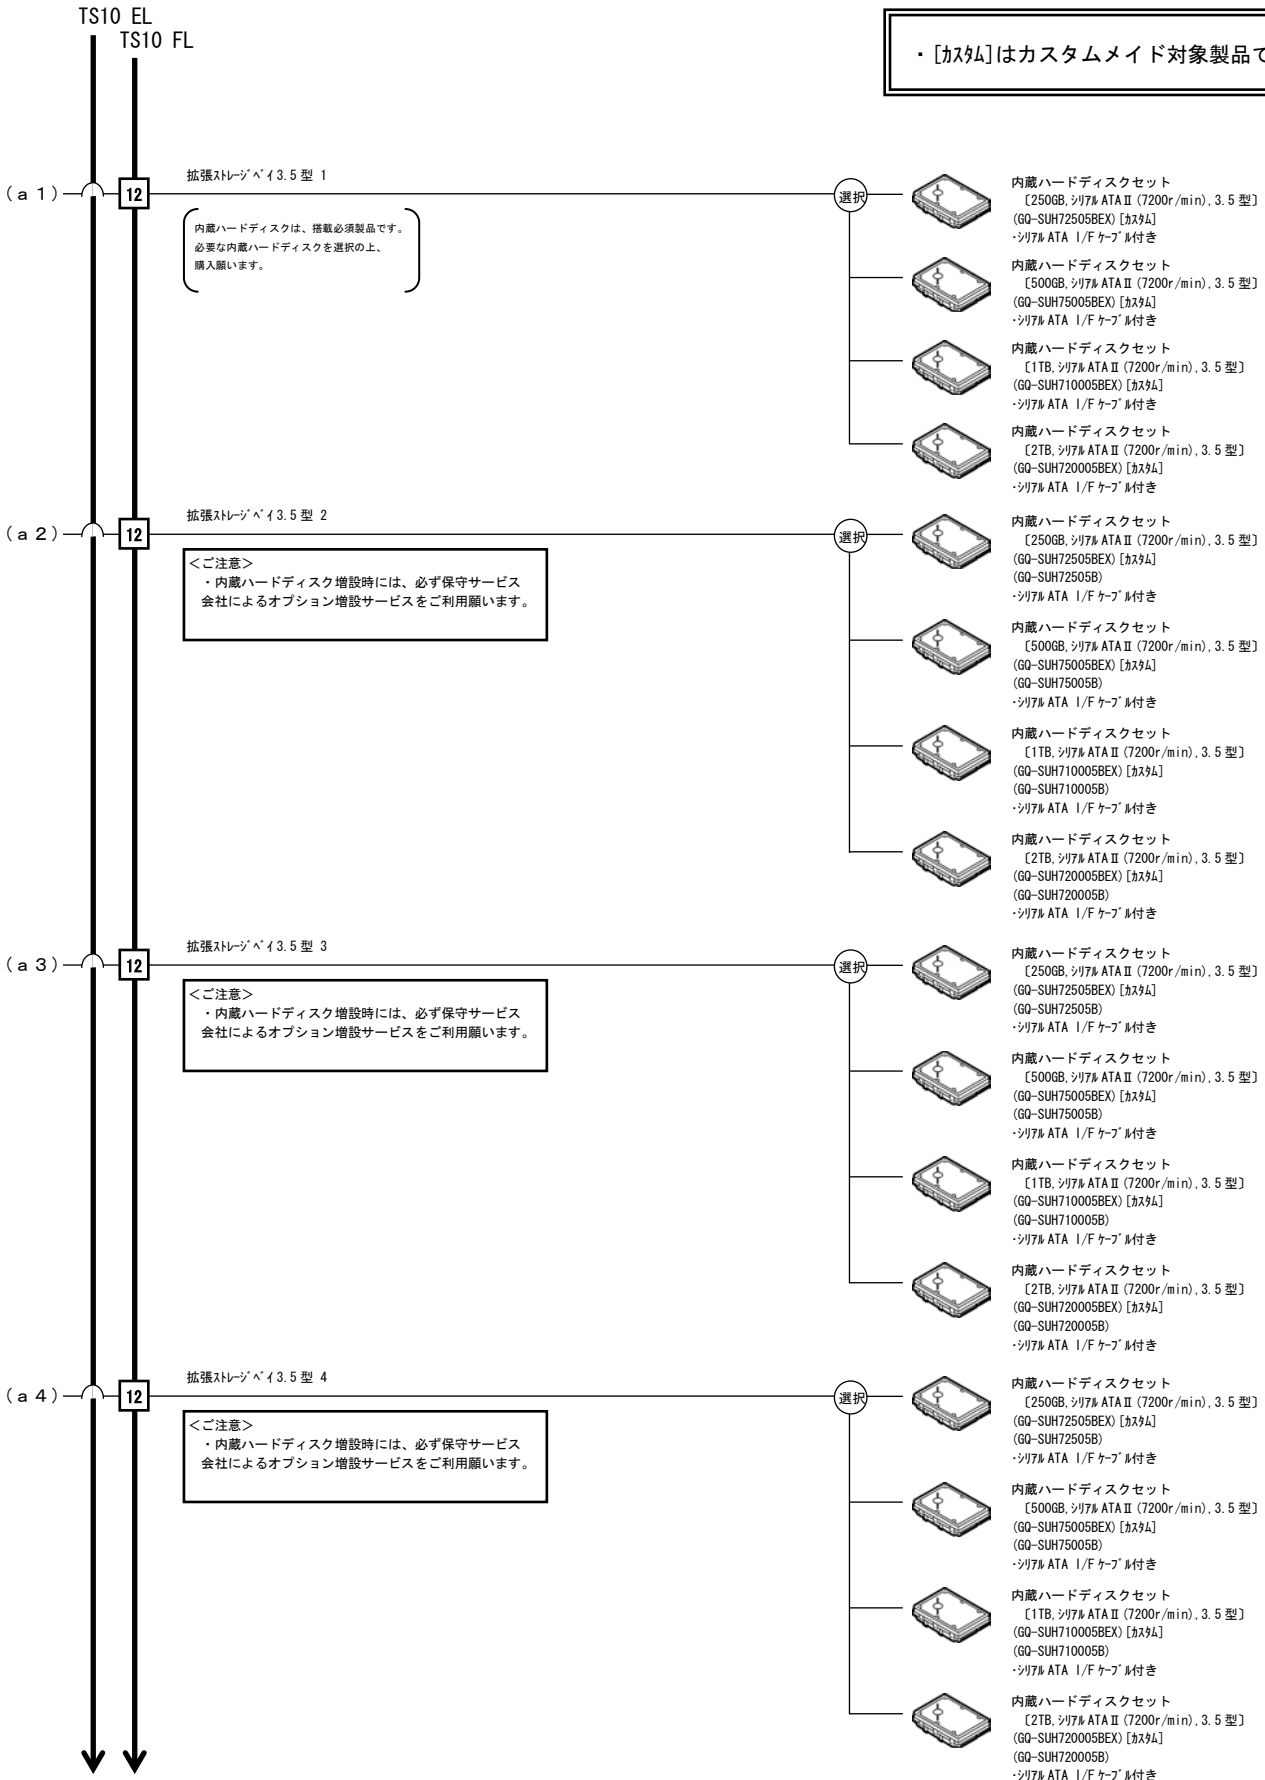 TS10 EL
TS10 FL
・[ｶｽﾀﾑ]はカスタムメイド対象製品で
(a1)
12
拡張ｽﾄﾚｰｼﾞﾍﾞｲ3.5型 1
内蔵ハードディスクは、搭載必須製品です。
必要な内蔵ハードディスクを選択の上、
購入願います。
選択
内蔵ハードディスクセット
〔250GB,ｼﾘｱﾙATAⅡ(7200r/min),3.5型〕
(GQ-SUH72505BEX)[ｶｽﾀﾑ]
・ｼﾘｱﾙATA I/Fｹｰﾌﾞﾙ付き
内蔵ハードディスクセット
〔500GB,ｼﾘｱﾙATAⅡ(7200r/min),3.5型〕
(GQ-SUH75005BEX)[ｶｽﾀﾑ]
・ｼﾘｱﾙATA I/Fｹｰﾌﾞﾙ付き
内蔵ハードディスクセット
〔1TB,ｼﾘｱﾙATAⅡ(7200r/min),3.5型〕
(GQ-SUH710005BEX)[ｶｽﾀﾑ]
・ｼﾘｱﾙATA I/Fｹｰﾌﾞﾙ付き
内蔵ハードディスクセット
〔2TB,ｼﾘｱﾙATAⅡ(7200r/min),3.5型〕
(GQ-SUH720005BEX)[ｶｽﾀﾑ]
・ｼﾘｱﾙATA I/Fｹｰﾌﾞﾙ付き
(a2)
12
拡張ｽﾄﾚｰｼﾞﾍﾞｲ3.5型 2
＜ご注意＞
・内蔵ハードディスク増設時には、必ず保守サービス
会社によるオプション増設サービスをご利用願います。
選択
内蔵ハードディスクセット
〔250GB,ｼﾘｱﾙATAⅡ(7200r/min),3.5型〕
(GQ-SUH72505BEX)[ｶｽﾀﾑ]
(GQ-SUH72505B)
・ｼﾘｱﾙATA I/Fｹｰﾌﾞﾙ付き
内蔵ハードディスクセット
〔500GB,ｼﾘｱﾙATAⅡ(7200r/min),3.5型〕
(GQ-SUH75005BEX)[ｶｽﾀﾑ]
(GQ-SUH75005B)
・ｼﾘｱﾙATA I/Fｹｰﾌﾞﾙ付き
内蔵ハードディスクセット
〔1TB,ｼﾘｱﾙATAⅡ(7200r/min),3.5型〕
(GQ-SUH710005BEX)[ｶｽﾀﾑ]
(GQ-SUH710005B)
・ｼﾘｱﾙATA I/Fｹｰﾌﾞﾙ付き
内蔵ハードディスクセット
〔2TB,ｼﾘｱﾙATAⅡ(7200r/min),3.5型〕
(GQ-SUH720005BEX)[ｶｽﾀﾑ]
(GQ-SUH720005B)
・ｼﾘｱﾙATA I/Fｹｰﾌﾞﾙ付き
(a3)
12
拡張ｽﾄﾚｰｼﾞﾍﾞｲ3.5型 3
＜ご注意＞
・内蔵ハードディスク増設時には、必ず保守サービス
会社によるオプション増設サービスをご利用願います。
選択
内蔵ハードディスクセット
〔250GB,ｼﾘｱﾙATAⅡ(7200r/min),3.5型〕
(GQ-SUH72505BEX)[ｶｽﾀﾑ]
(GQ-SUH72505B)
・ｼﾘｱﾙATA I/Fｹｰﾌﾞﾙ付き
内蔵ハードディスクセット
〔500GB,ｼﾘｱﾙATAⅡ(7200r/min),3.5型〕
(GQ-SUH75005BEX)[ｶｽﾀﾑ]
(GQ-SUH75005B)
・ｼﾘｱﾙATA I/Fｹｰﾌﾞﾙ付き
内蔵ハードディスクセット
〔1TB,ｼﾘｱﾙATAⅡ(7200r/min),3.5型〕
(GQ-SUH710005BEX)[ｶｽﾀﾑ]
(GQ-SUH710005B)
・ｼﾘｱﾙATA I/Fｹｰﾌﾞﾙ付き
内蔵ハードディスクセット
〔2TB,ｼﾘｱﾙATAⅡ(7200r/min),3.5型〕
(GQ-SUH720005BEX)[ｶｽﾀﾑ]
(GQ-SUH720005B)
・ｼﾘｱﾙATA I/Fｹｰﾌﾞﾙ付き
(a4)
12
拡張ｽﾄﾚｰｼﾞﾍﾞｲ3.5型 4
＜ご注意＞
・内蔵ハードディスク増設時には、必ず保守サービス
会社によるオプション増設サービスをご利用願います。
選択
内蔵ハードディスクセット
〔250GB,ｼﾘｱﾙATAⅡ(7200r/min),3.5型〕
(GQ-SUH72505BEX)[ｶｽﾀﾑ]
(GQ-SUH72505B)
・ｼﾘｱﾙATA I/Fｹｰﾌﾞﾙ付き
内蔵ハードディスクセット
〔500GB,ｼﾘｱﾙATAⅡ(7200r/min),3.5型〕
(GQ-SUH75005BEX)[ｶｽﾀﾑ]
(GQ-SUH75005B)
・ｼﾘｱﾙATA I/Fｹｰﾌﾞﾙ付き
内蔵ハードディスクセット
〔1TB,ｼﾘｱﾙATAⅡ(7200r/min),3.5型〕
(GQ-SUH710005BEX)[ｶｽﾀﾑ]
(GQ-SUH710005B)
・ｼﾘｱﾙATA I/Fｹｰﾌﾞﾙ付き
内蔵ハードディスクセット
〔2TB,ｼﾘｱﾙATAⅡ(7200r/min),3.5型〕
(GQ-SUH720005BEX)[ｶｽﾀﾑ]
(GQ-SUH720005B)
・ｼﾘｱﾙATA I/Fｹｰﾌﾞﾙ付き